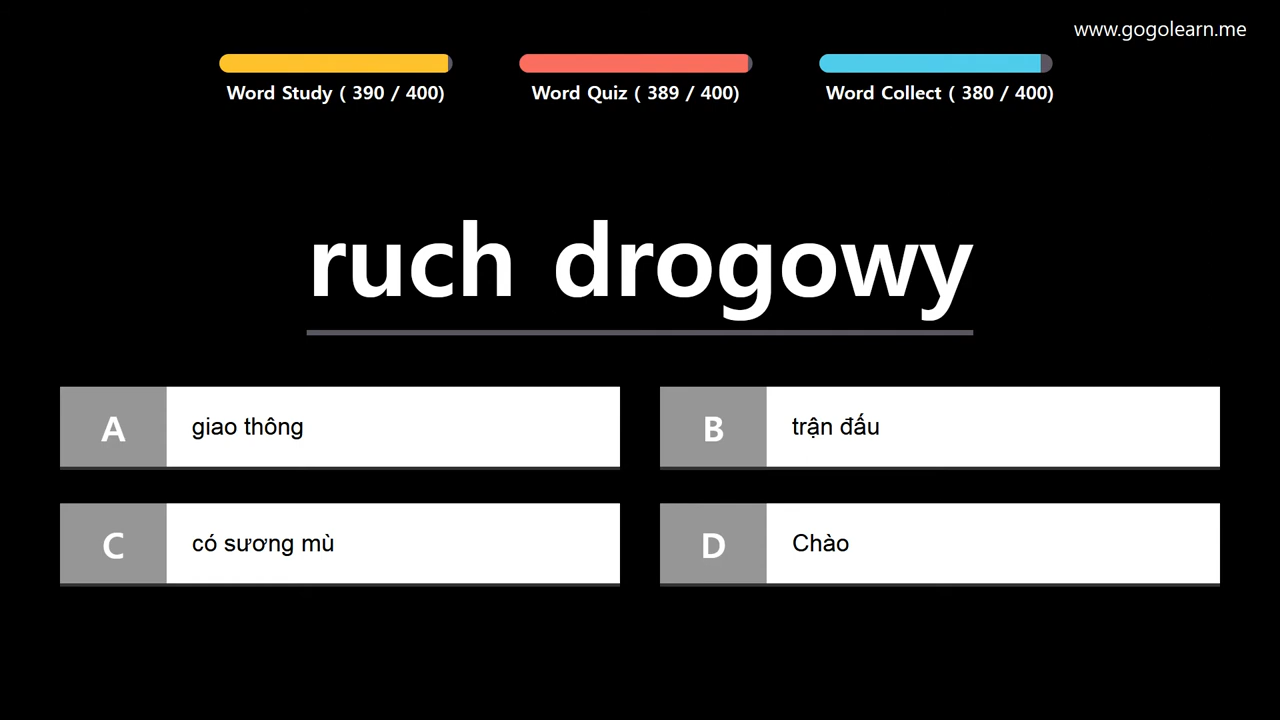 www.gogolearn.me
Word Study ( 390 / 400)
Word Quiz ( 389 / 400)
Word Collect ( 380 / 400)
ruch drogowy
A giao thông
B trận đấu
C có sương mù
D Chào